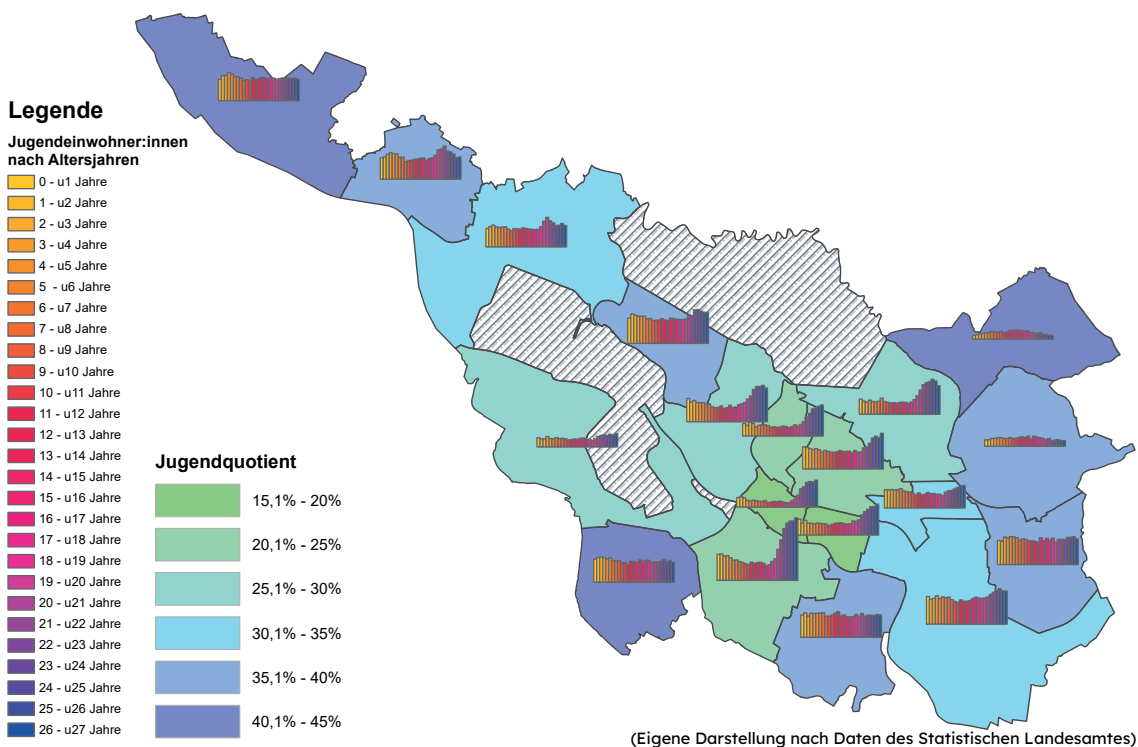 Legende
Jugendeinwohner:innen
nach Altersjahren
0 - u1 Jahre
1 - u2 Jahre
2 - u3 Jahre
3 - u4 Jahre
4 - u5 Jahre
5 - u6 Jahre
6 - u7 Jahre
7 - u8 Jahre
8 - u9 Jahre
9 - u10 Jahre
10 - u11 Jahre
11 - u12 Jahre
12 - u13 Jahre
13 - u14 Jahre
14 - u15 Jahre
15 - u16 Jahre
16 - u17 Jahre
17 - u18 Jahre
18 - u19 Jahre
19 - u20 Jahre
20 - u21 Jahre
21 - u22 Jahre
22 - u23 Jahre
23 - u24 Jahre
24 - u25 Jahre
25 - u26 Jahre
26 - u27 Jahre
Jugendquotient
15,1% - 20%
20,1% - 25%
25,1% - 30%
30,1% - 35%
35,1% - 40%
40,1% - 45%
(Eigene Darstellung nach Daten des Statistischen Landesamtes)